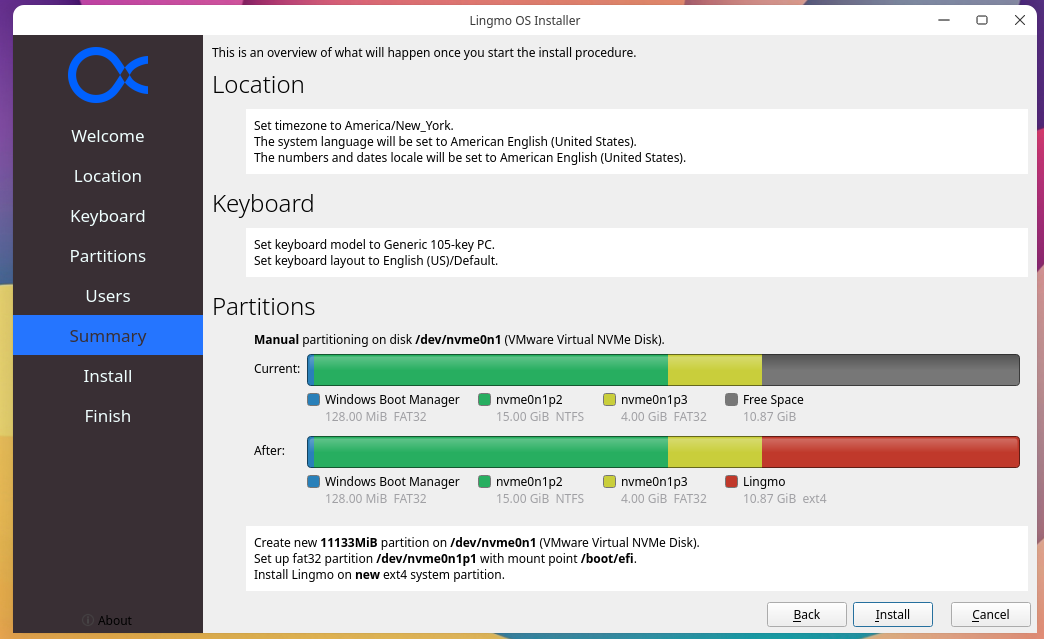 Lingmo OS Installer
Welcome
Location
Keyboard
Partitions
Users
Summary
Install
Finish
About
This is an overview of what will happen once you start the install procedure.
Location
Set timezone to America/New_York.
The system language will be set to American English (United States).
The numbers and dates locale will be set to American English (United States).
Keyboard
Set keyboard model to Generic 105-key PC.
Set keyboard layout to English (US)/Default.
Partitions
Manual partitioning on disk /dev/nvme0n1 (VMware Virtual NVMe Disk).
Current:
Windows Boot Manager nvme0n1p2 nvme0n1p3 Free Space
128.00 MiB FAT32 15.00 GiB NTFS 4.00 GiB FAT32 10.87 GiB
After:
Windows Boot Manager nvme0n1p2 nvme0n1p3 Lingmo
128.00 MiB FAT32 15.00 GiB NTFS 4.00 GiB FAT32 10.87 GiB ext4
Create new 11133MiB partition on /dev/nvme0n1 (VMware Virtual NVMe Disk).
Set up fat32 partition /dev/nvme0n1p1 with mount point /boot/efi.
Install Lingmo on new ext4 system partition.
Back Install Cancel